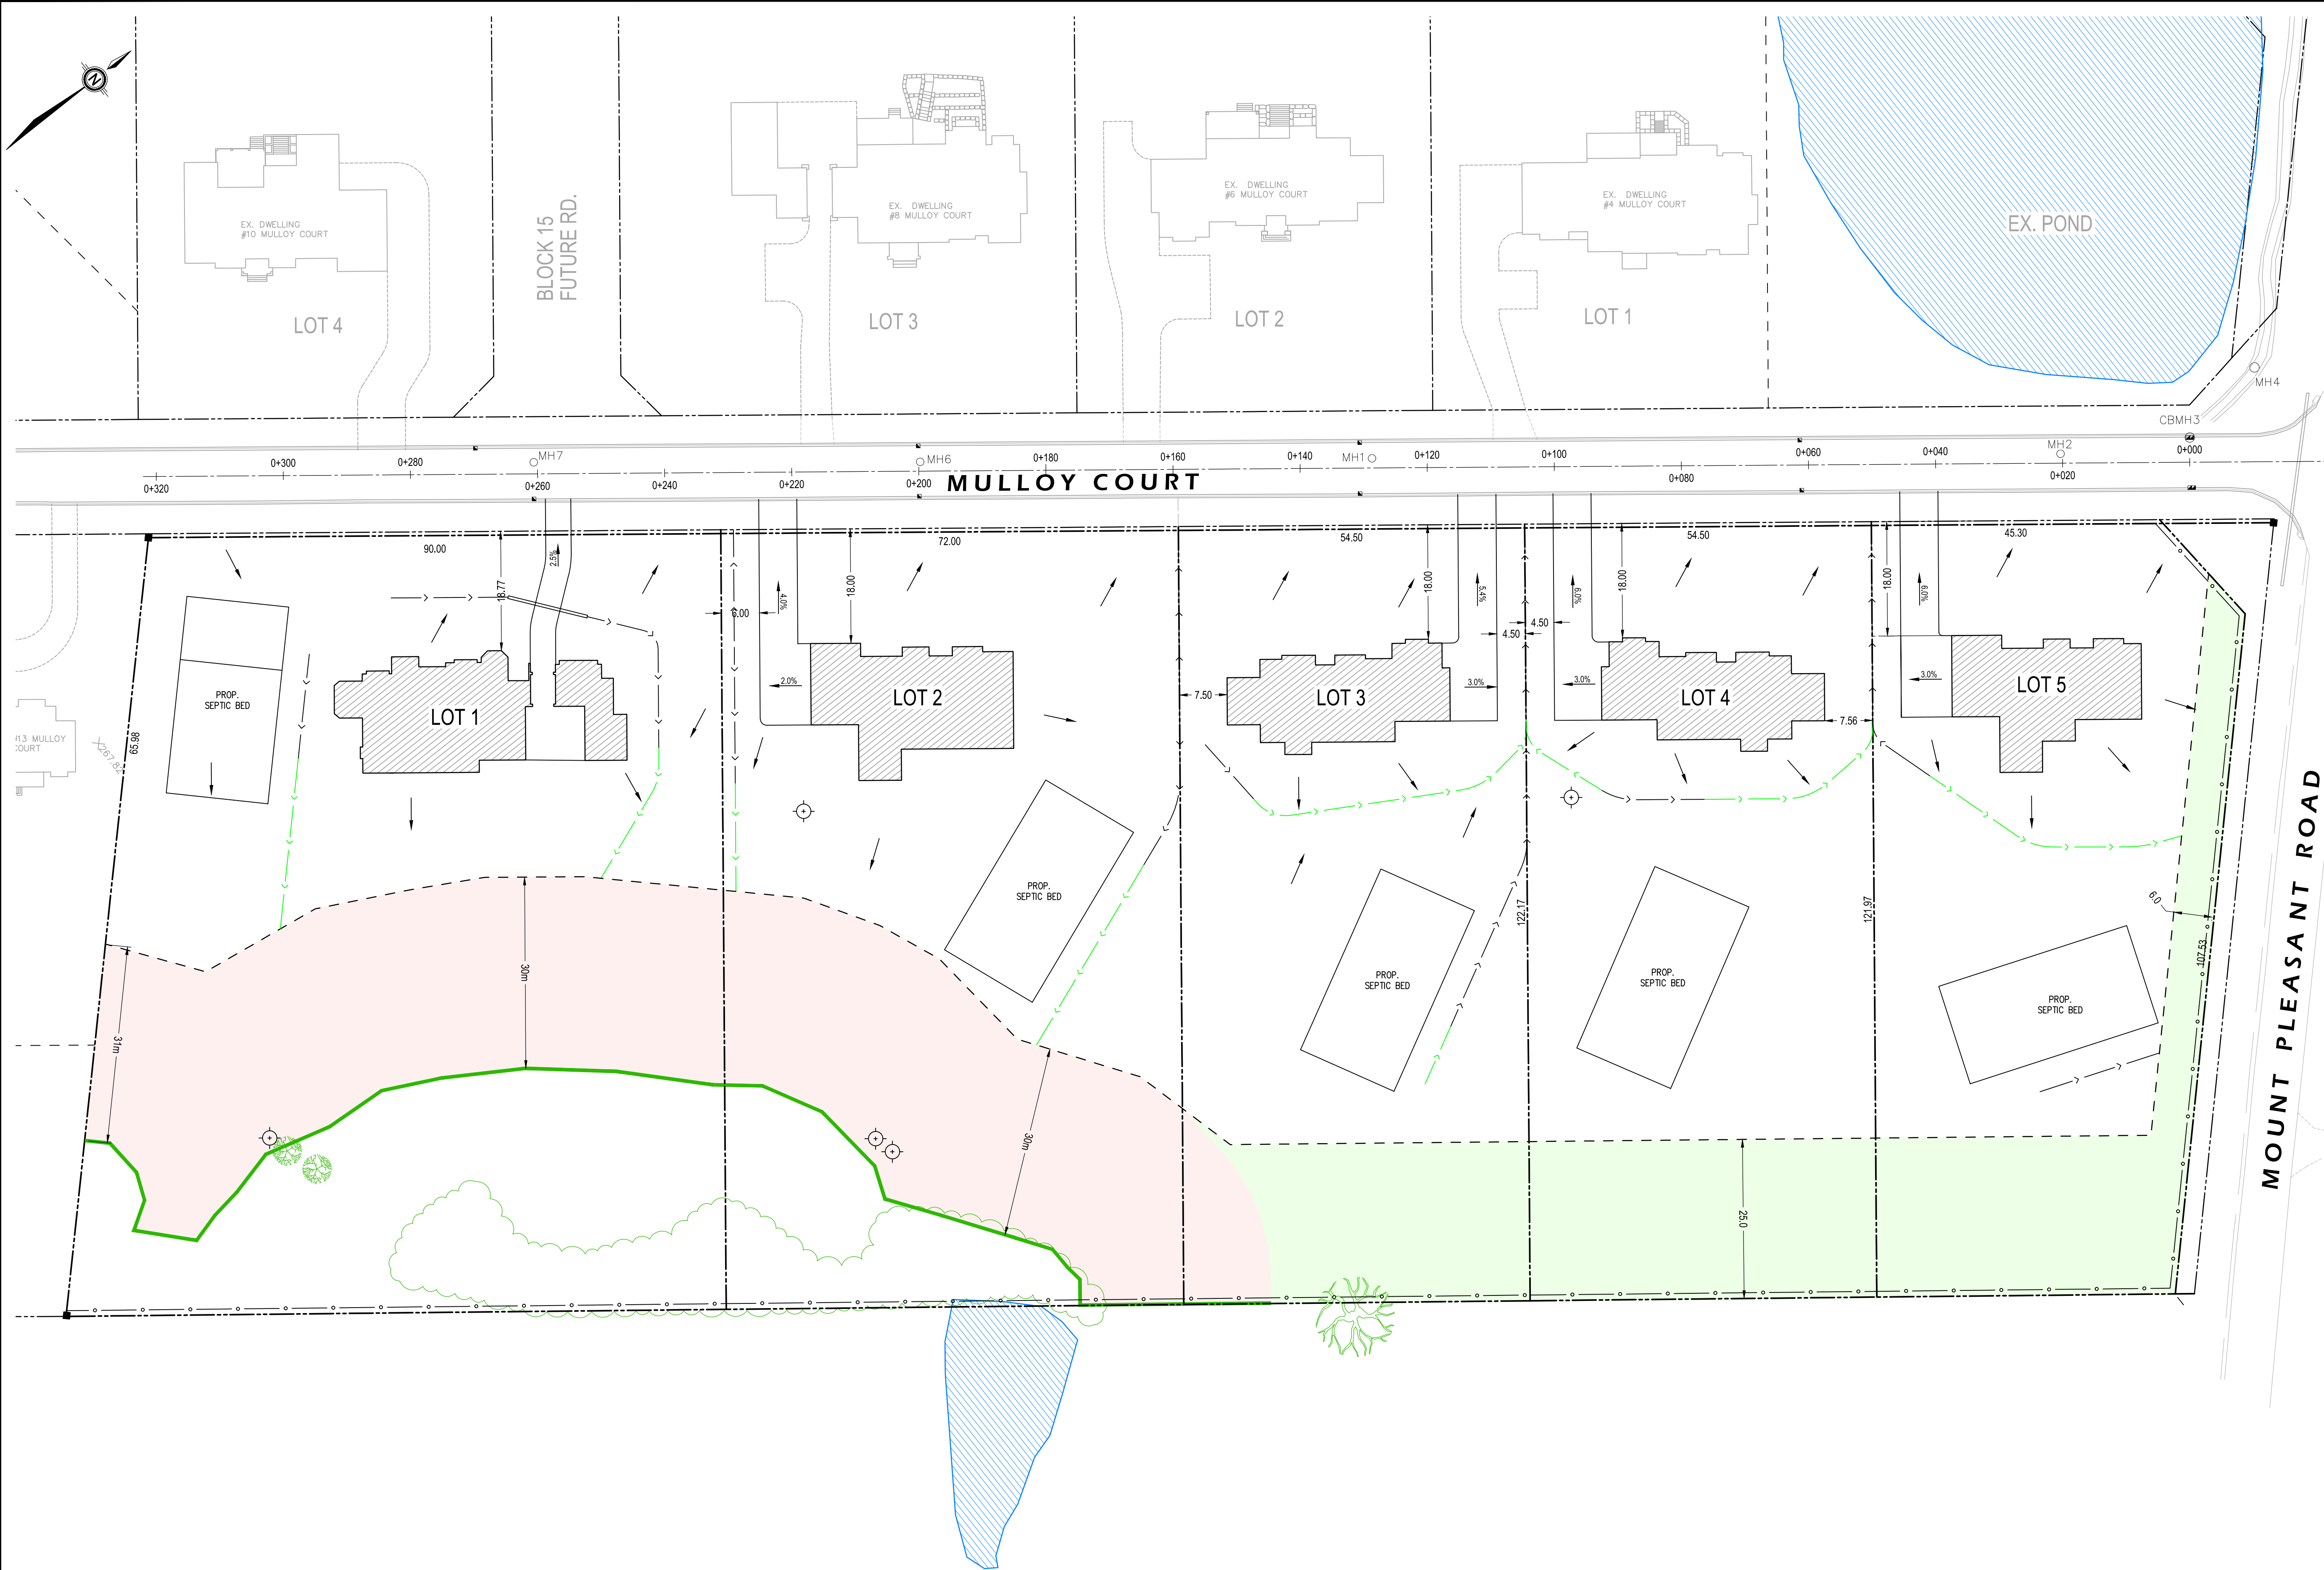 N
EX. DWELLING
#10 MULLOY COURT
LOT 4
BLOCK 15
FUTURE RD.
EX. DWELLING
#8 MULLOY COURT
LOT 3
EX. DWELLING
#6 MULLOY COURT
LOT 2
EX. DWELLING
#4 MULLOY COURT
LOT 1
EX. POND
MH4
CBMH3
0+320
0+300
0+280
MH7
0+260
0+240
0+220
MH6
0+200
0+180
0+160
0+140
MH1
0+120
0+100
0+080
0+060
0+040
MH2
0+020
0+000
MULLOY COURT
90.00
72.00
54.50
54.50
45.30
18.77
2.5%
6.00
4.0%
18.00
2.0%
7.50
18.00
5.4%
4.50
4.50
3.0%
6.0%
18.00
3.0%
7.56
18.00
6.0%
3.0%
#13 MULLOY
COURT
267.82
65.98
PROP.
SEPTIC BED
LOT 1
LOT 2
LOT 3
LOT 4
LOT 5
PROP.
SEPTIC BED
PROP.
SEPTIC BED
PROP.
SEPTIC BED
PROP.
SEPTIC BED
122.17
121.97
6.0
107.53
31m
30m
30m
25.0
MOUNT PLEASANT ROAD